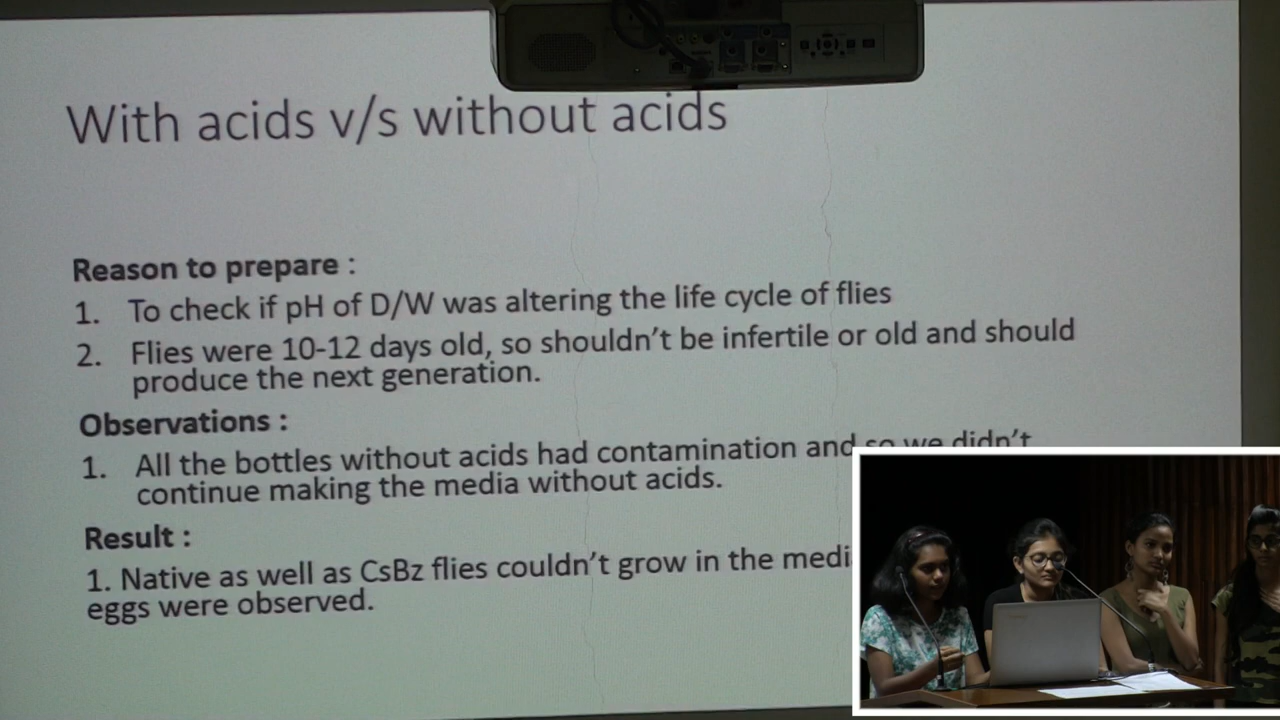 With acids v/s without acids
Reason to prepare :
1. To check if pH of D/W was altering the life cycle of flies
2. Flies were 10-12 days old, so shouldn't be infertile or old and should
produce the next generation.
Observations :
1. All the bottles without acids had contamination and so we didn't
continue making the media without acids.
Result :
1. Native as well as CsBz flies couldn't grow in the
eggs were observed.